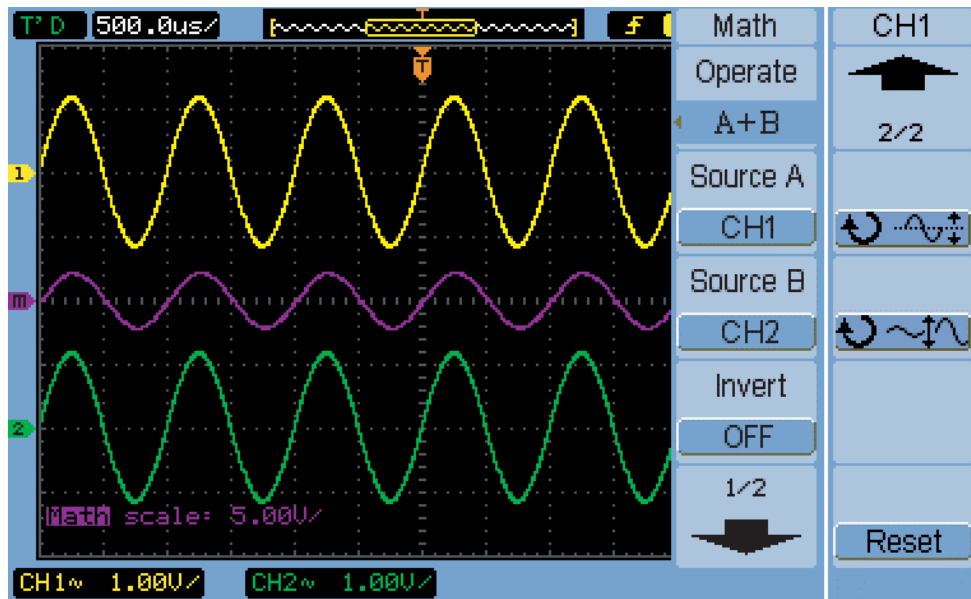 T' D 500.0us/ T
T
1
m
2
Math scale: 5.00V/
CH1~ 1.00V/ CH2~ 1.00V/
Math
Operate
A+B
Source A
CH1
Source B
CH2
Invert
OFF
1/2
CH1
2/2
Reset